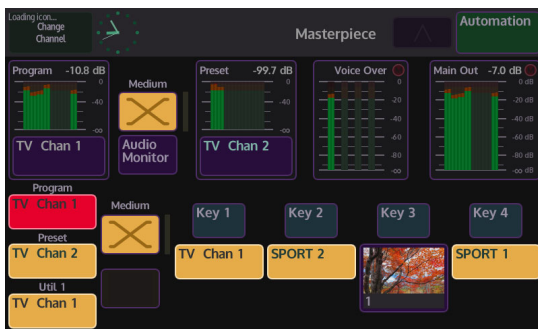 Loading icon...
Change
Channel
Masterpiece
Automation
Program -10.8 dB
0
-40
-∞
TV Chan 1
Medium
Audio
Monitor
Preset -99.7 dB
0
-40
-∞
TV Chan 2
Voice Over
0
-20
-40
-60
-80
-∞
Main Out -7.0 dB
0 dB
-20 dB
-40 dB
-60 dB
-80 dB
-∞ dB
Program
TV Chan 1
Medium
Key 1
Key 2
Key 3
Key 4
Preset
TV Chan 2
TV Chan 1
SPORT 2
1
SPORT 1
Util 1
TV Chan 1